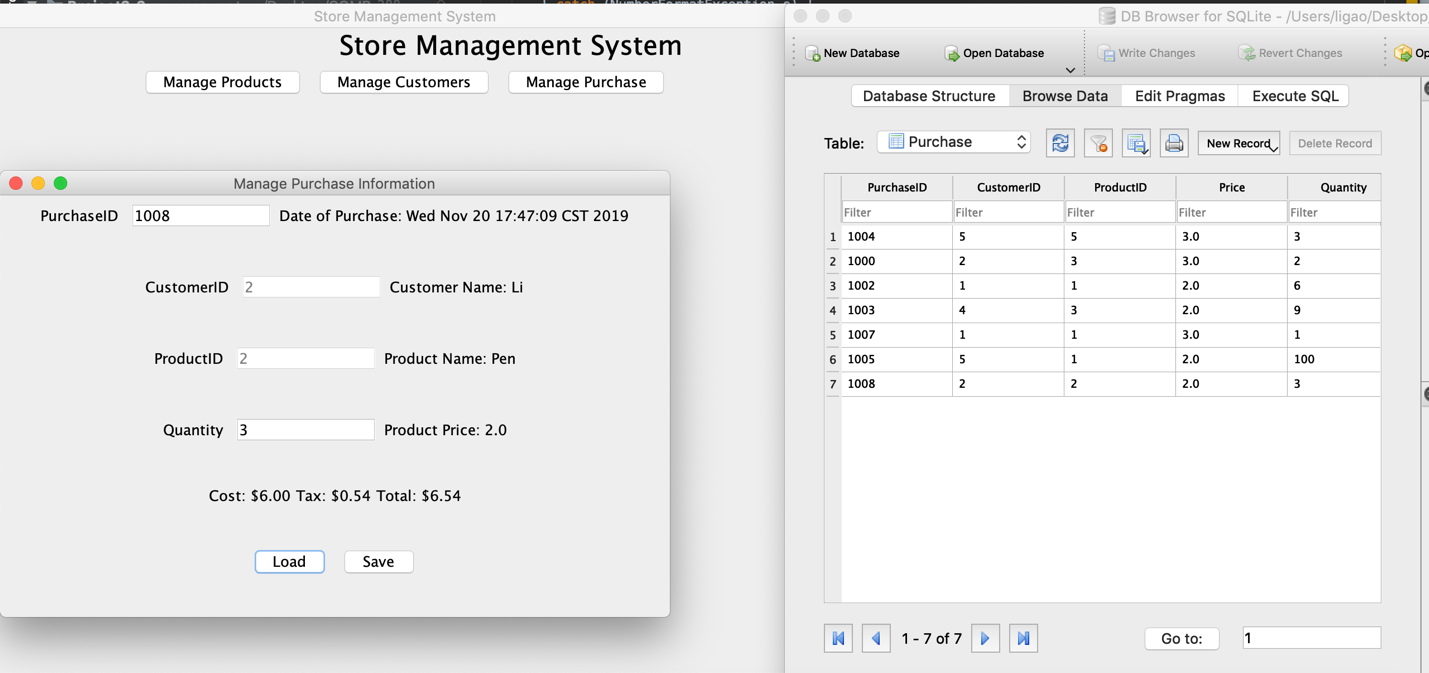 catch (NumberFormatException
Store Management System
Store Management System
Manage Products
Manage Customers
Manage Purchase
Manage Purchase Information
PurchaseID 1008 Date of Purchase: Wed Nov 20 17:47:09 CST 2019
CustomerID 2 Customer Name: Li
ProductID 2 Product Name: Pen
Quantity 3 Product Price: 2.0
Cost: $6.00 Tax: $0.54 Total: $6.54
Load Save
DB Browser for SQLite - /Users/ligao/Desktop
New Database Open Database Write Changes Revert Changes Op
Database Structure Browse Data Edit Pragmas Execute SQL
Table: Purchase New Record Delete Record
PurchaseID CustomerID ProductID Price Quantity
Filter Filter Filter Filter Filter
1 1004 5 5 3.0 3
2 1000 2 3 3.0 2
3 1002 1 1 2.0 6
4 1003 4 3 2.0 9
5 1007 1 1 3.0 1
6 1005 5 1 2.0 100
7 1008 2 2 2.0 3
1 - 7 of 7 Go to: 1